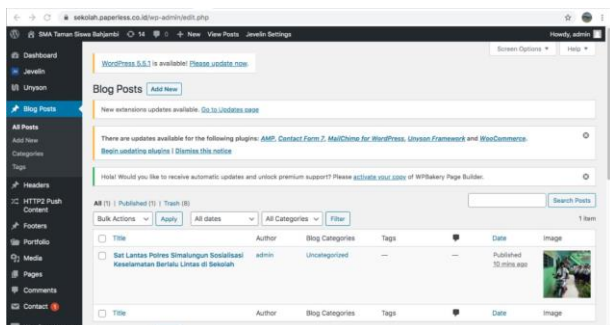 sekolah.paperless.co.id/wp-admin/edit.php
SMA Taman Siswa Bahjambi 14 0 + New View Posts Jevelin Settings Howdy, admin
Screen Options Help
Dashboard
Jevelin
Unyson
Blog Posts
All Posts
Add New
Categories
Tags
Headers
HTTP2 Push Content
Footers
Portfolio
Media
Pages
Comments
Contact 1
WordPress 5.5.1 is available! Please update now.
Blog Posts Add New
New extensions updates available. Go to Updates page
There are updates available for the following plugins: AMP, Contact Form 7, MailChimp for WordPress, Unyson Framework and WooCommerce.
Begin updating plugins | Dismiss this notice
Hola! Would you like to receive automatic updates and unlock premium support? Please activate your copy of WPBakery Page Builder.
All (1) | Published (1) | Trash (6)
Search Posts
Bulk Actions Apply All dates All Categories Filter
1 item
Title Author Blog Categories Tags Date Image
Sat Lantas Polres Simalungun Sosialisasi admin Uncategorized — — Published
Keselamatan Berlalu Lintas di Sekolah 10 mins ago
Title Author Blog Categories Tags Date Image